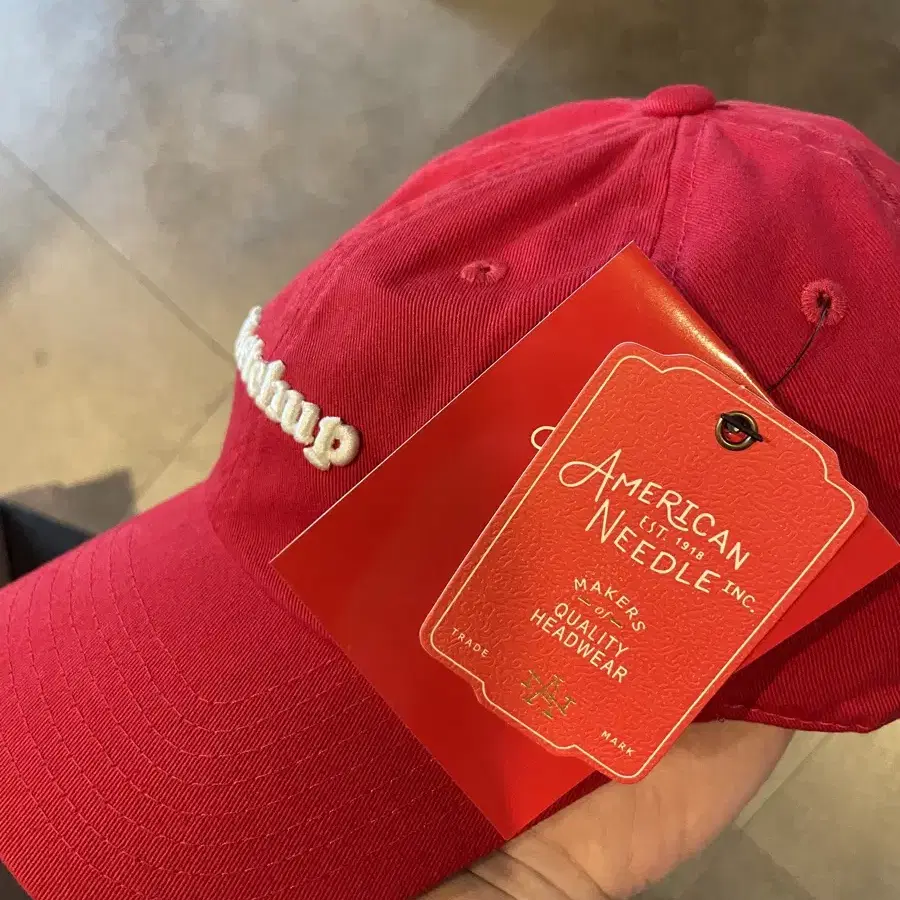 AMERICAN
EST. 1918
NEEDLE INC.
MAKERS
of
QUALITY
HEADWEAR
TRADE
MARK